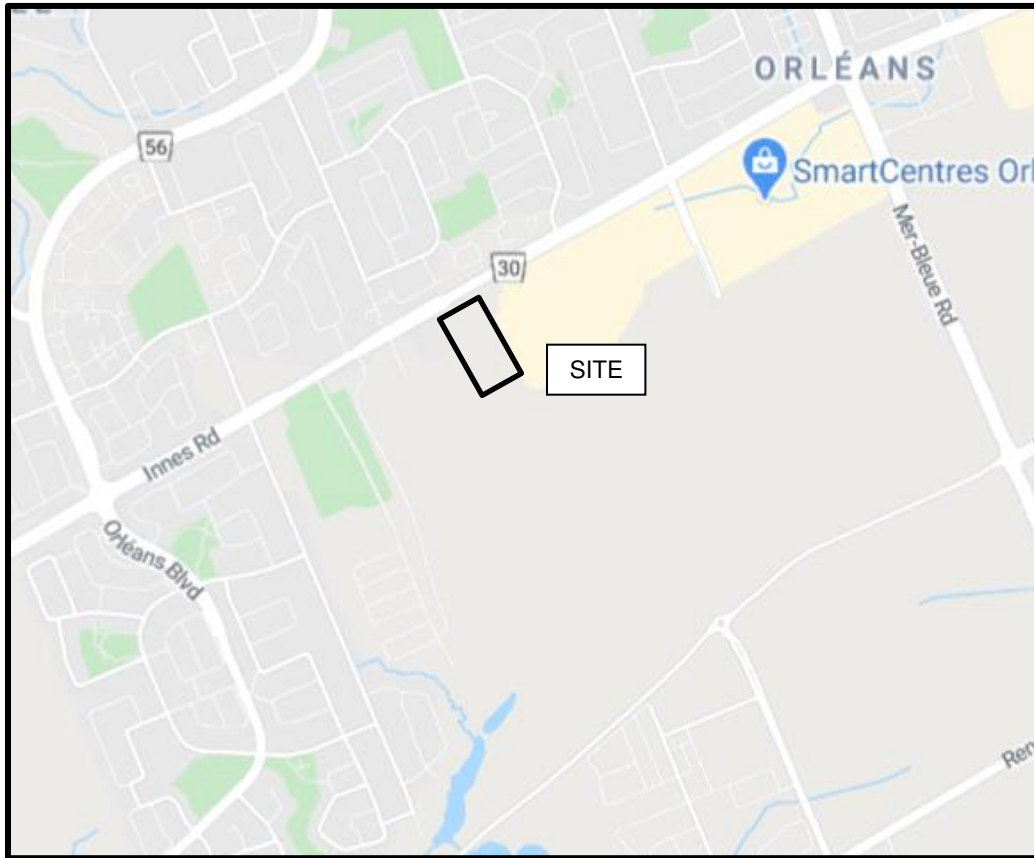 ORLÉANS
56
SmartCentres Orl
Mer-Bleue Rd
30
SITE
Innes Rd
Orléans Blvd
Ren